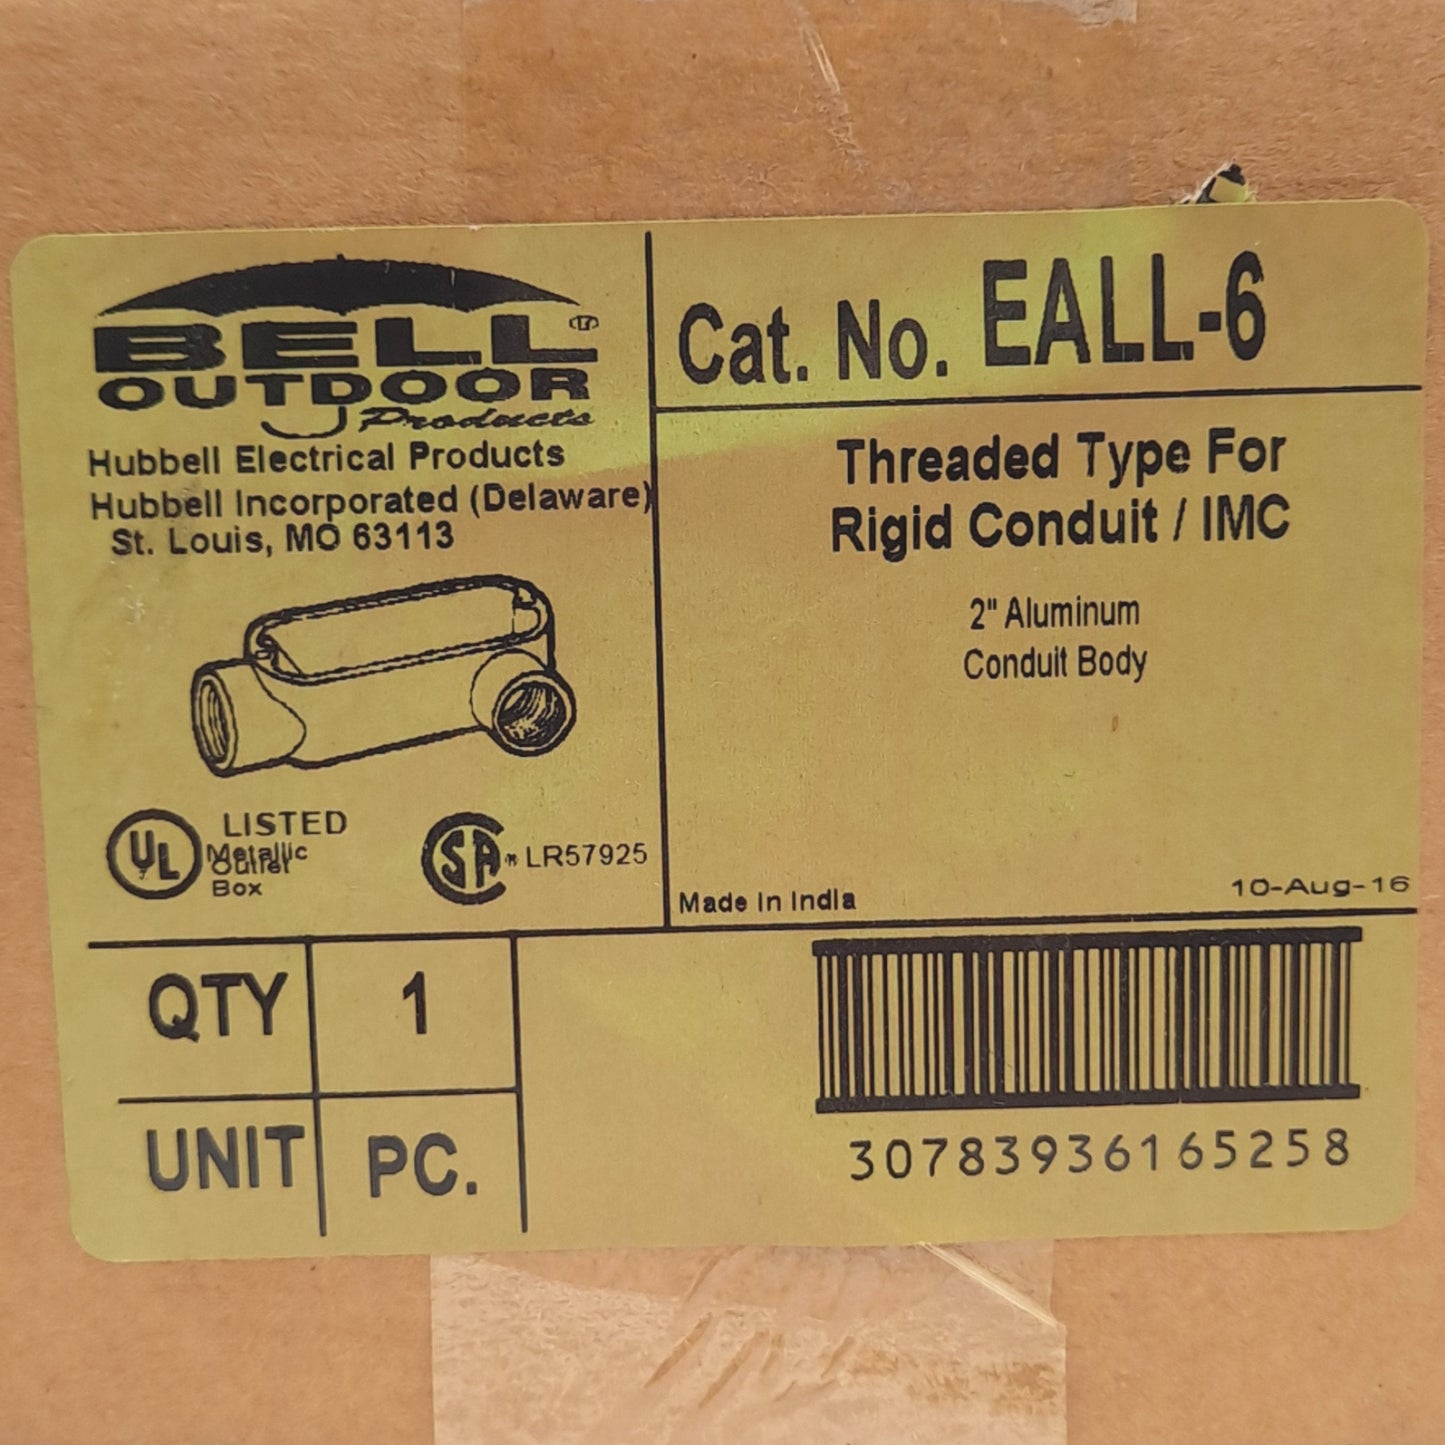 BELL
OUTDOOR
Products
Hubbell Electrical Products
Hubbell Incorporated (Delaware)
St. Louis, MO 63113
Cat. No. EALL-6
Threaded Type For
Rigid Conduit / IMC
2" Aluminum
Conduit Body
UL LISTED
Metallic
Outlet
Box
SA ® LR57925
Made In India
10-Aug-16
QTY 1
UNIT PC.
30783936165258